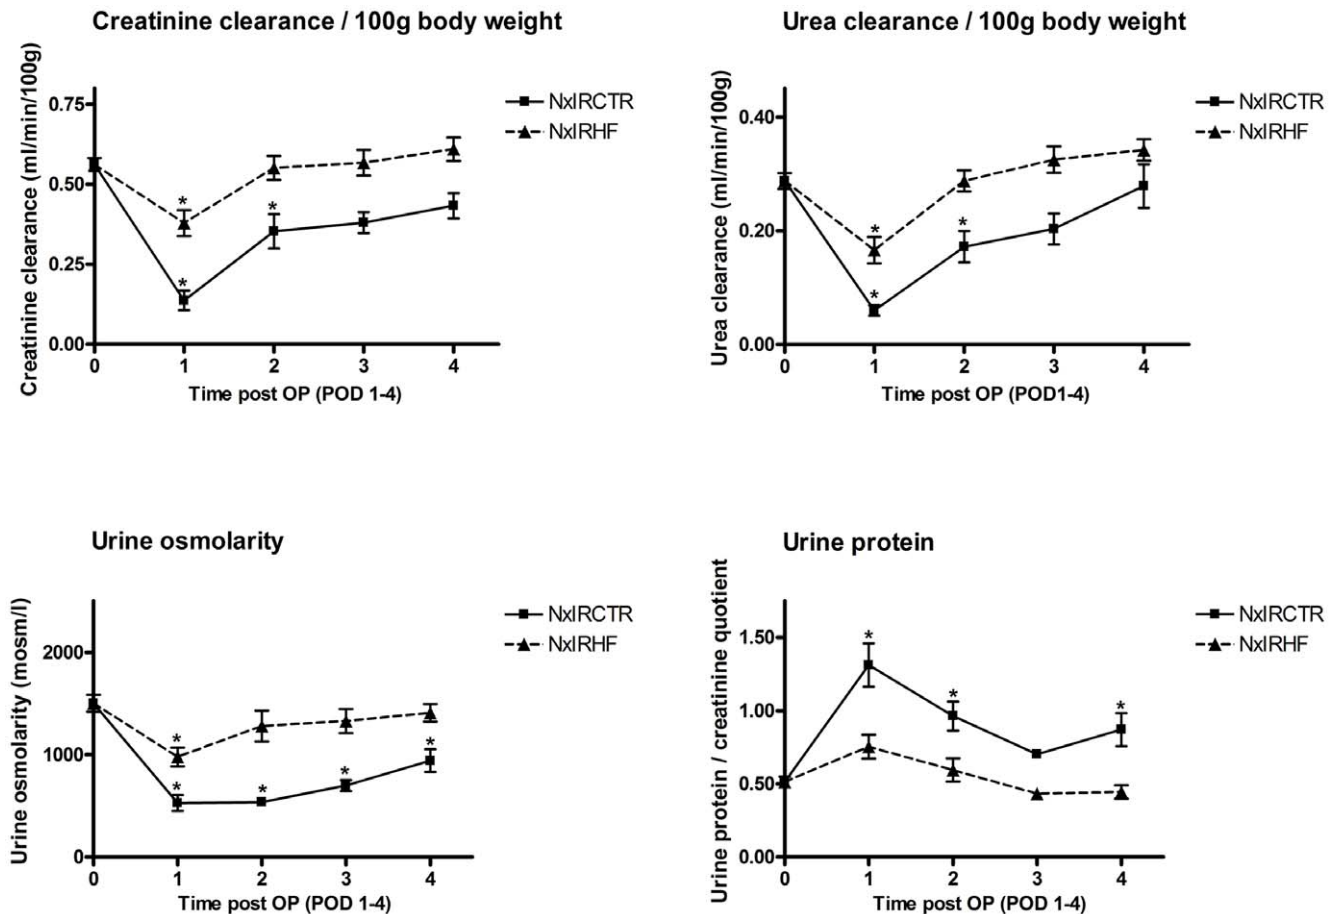 Creatinine clearance / 100g body weight
Creatinine clearance (ml/min/100g)
0.75
0.50
0.25
0.00
0 1 2 3 4
Time post OP (POD 1-4)
NxIRCTR
NxIRHF
* * *
Urea clearance / 100g body weight
Urea clearance (ml/min/100g)
0.40
0.20
0.00
0 1 2 3 4
Time post OP (POD1-4)
NxIRCTR
NxIRHF
* * *
Urine osmolarity
Urine osmolarity (mosm/l)
2000
1000
0
0 1 2 3 4
Time post OP (POD 1-4)
NxIRCTR
NxIRHF
* * * * *
Urine protein
Urine protein / creatinine quotient
1.50
1.00
0.50
0.00
0 1 2 3 4
Time post OP (POD 1-4)
NxIRCTR
NxIRHF
* * *